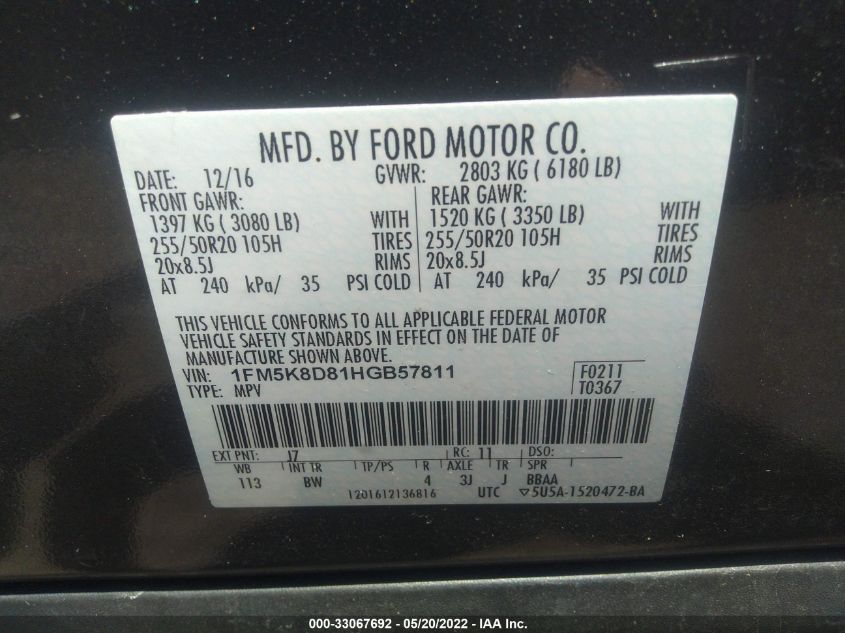 MFD. BY FORD MOTOR CO.
DATE: 12/16 GVWR: 2803 KG ( 6180 LB)
FRONT GAWR: REAR GAWR:
1397 KG ( 3080 LB) WITH 1520 KG ( 3350 LB) WITH
255/50R20 105H TIRES 255/50R20 105H TIRES
20x8.5J RIMS 20x8.5J RIMS
AT 240 kPa/ 35 PSI COLD AT 240 kPa/ 35 PSI COLD
THIS VEHICLE CONFORMS TO ALL APPLICABLE FEDERAL MOTOR
VEHICLE SAFETY STANDARDS IN EFFECT ON THE DATE OF
MANUFACTURE SHOWN ABOVE.
VIN: 1FM5K8D81HGB57811 F0211
TYPE: MPV T0367
EXT PNT: J7 RC: 11 DSO:
WB INT TR TP/PS R AXLE TR SPR
113 BW 4 3J J BBAA
1201612136816 UTC ▽5U5A-1520472-BA
000-33067692 - 05/20/2022 - IAA Inc.